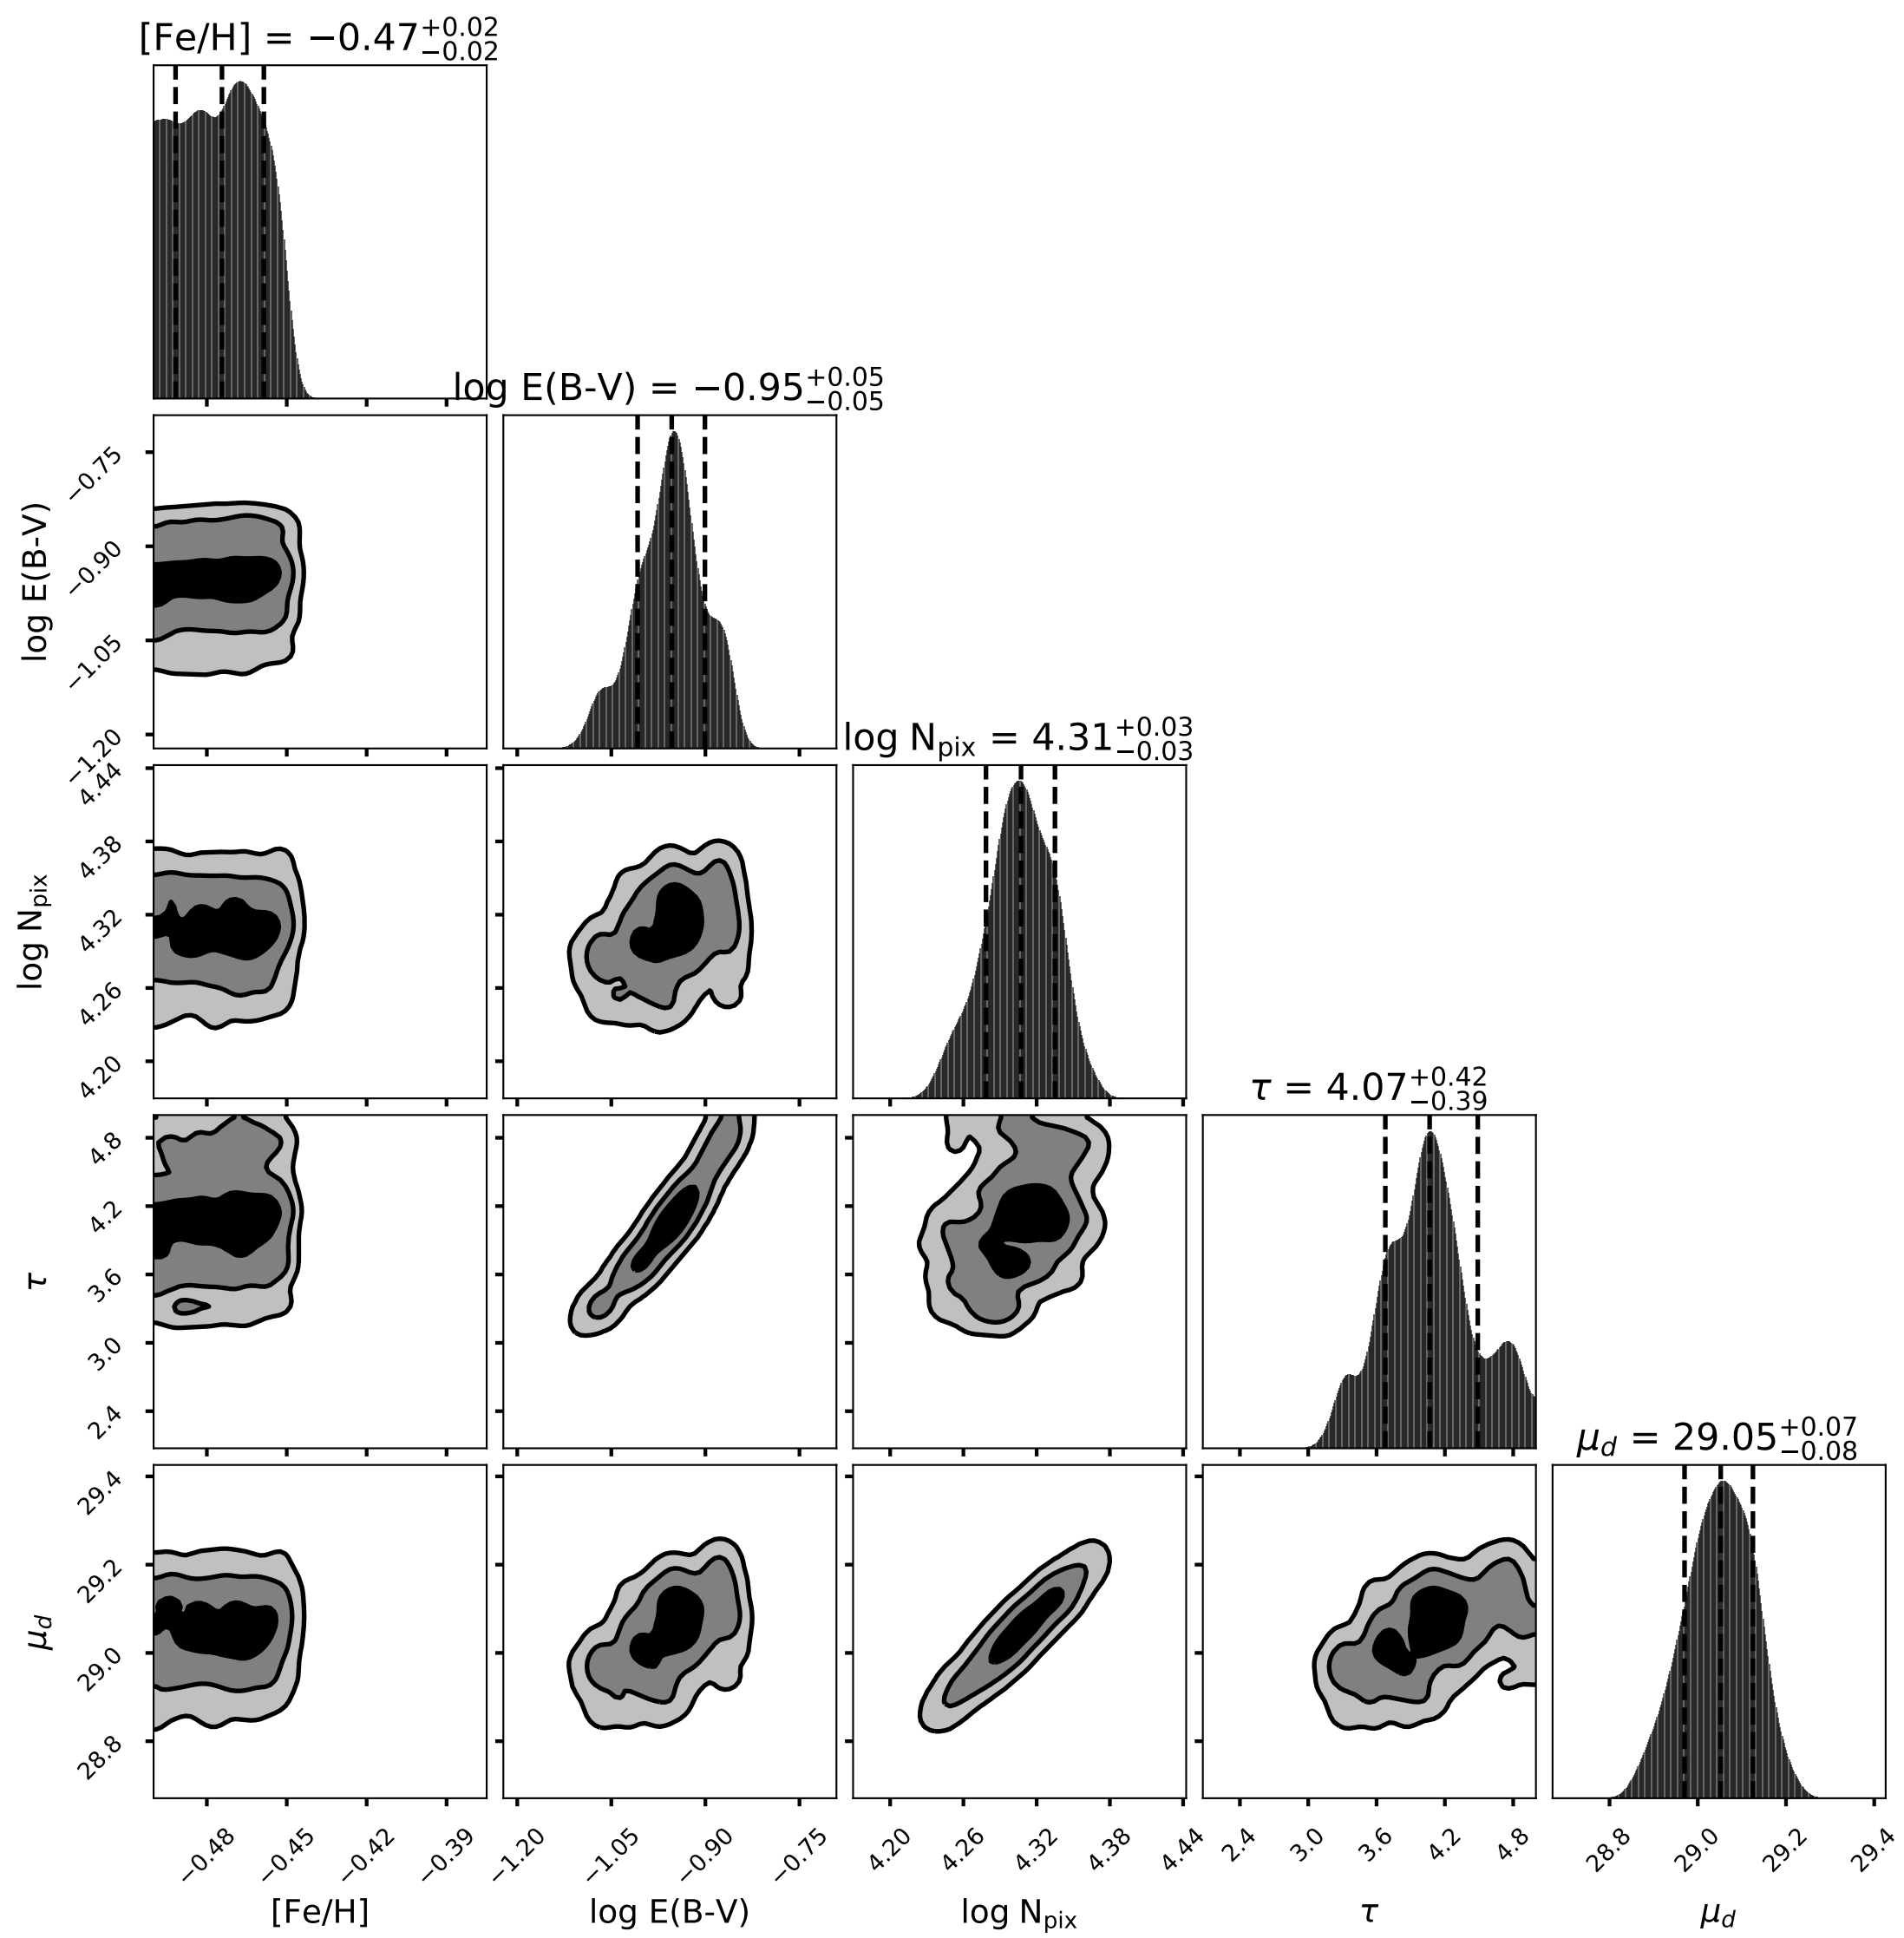 [Fe/H] = −0.47 +0.02 −0.02
log E(B-V) = −0.95 +0.05 −0.05
−0.75
−0.90
−1.05
−1.20
log E(B-V)
log N_pix = 4.31 +0.03 −0.03
4.44
4.38
4.32
4.26
4.20
log N_pix
τ = 4.07 +0.42 −0.39
4.8
4.2
3.6
3.0
2.4
τ
μ_d = 29.05 +0.07 −0.08
29.4
29.2
29.0
28.8
μ_d
−0.48 −0.45 −0.42 −0.39 −1.20 −1.05 −0.90 −0.75 4.20 4.26 4.32 4.38 4.44 2.4 3.0 3.6 4.2 4.8 28.8 29.0 29.2 29.4
[Fe/H] log E(B-V) log N_pix τ μ_d